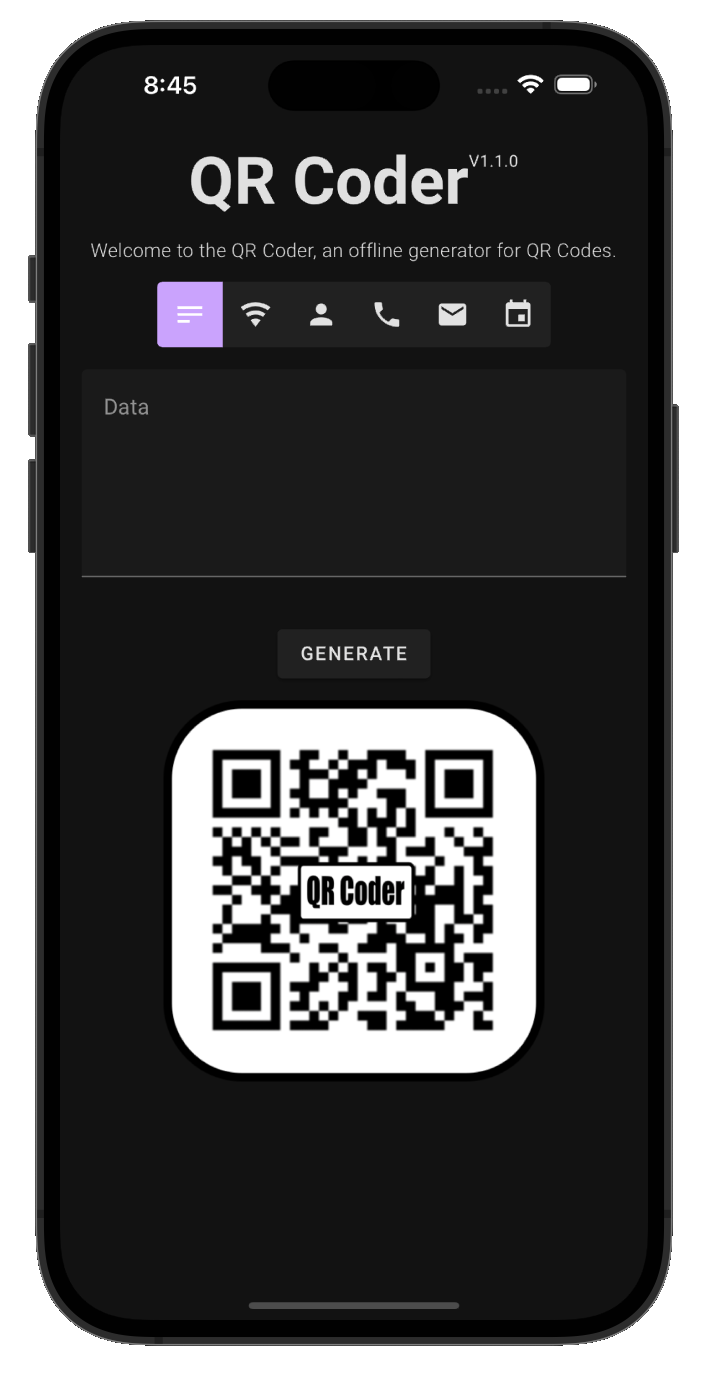 8:45
QR Coder V1.1.0
Welcome to the QR Coder, an offline generator for QR Codes.
Data
GENERATE
QR Coder